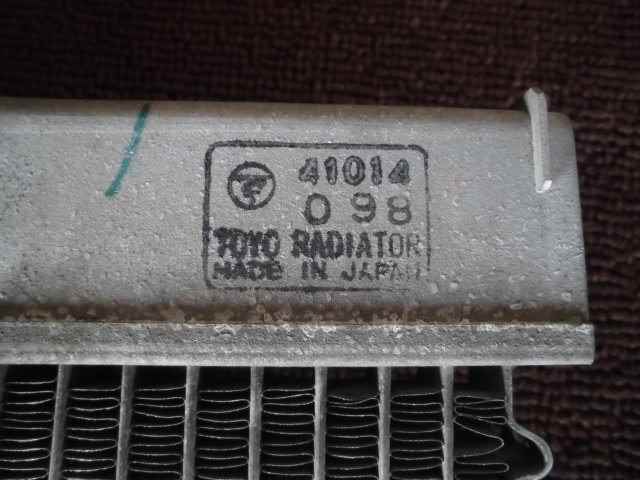 41014
098
TOYO RADIATOR
MADE IN JAPAN